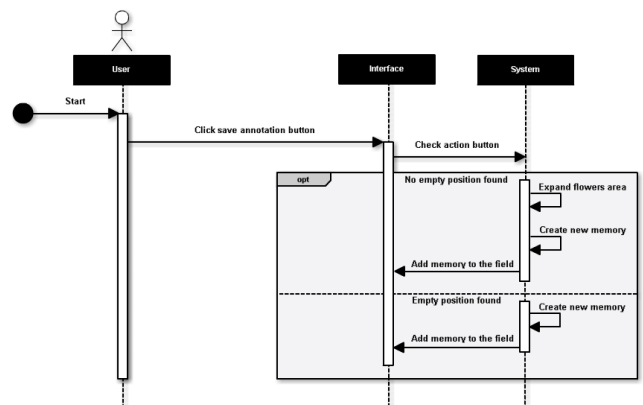 User
Interface
System
Start
Click save annotation button
Check action button
opt
No empty position found
Expand flowers area
Create new memory
Add memory to the field
Empty position found
Create new memory
Add memory to the field